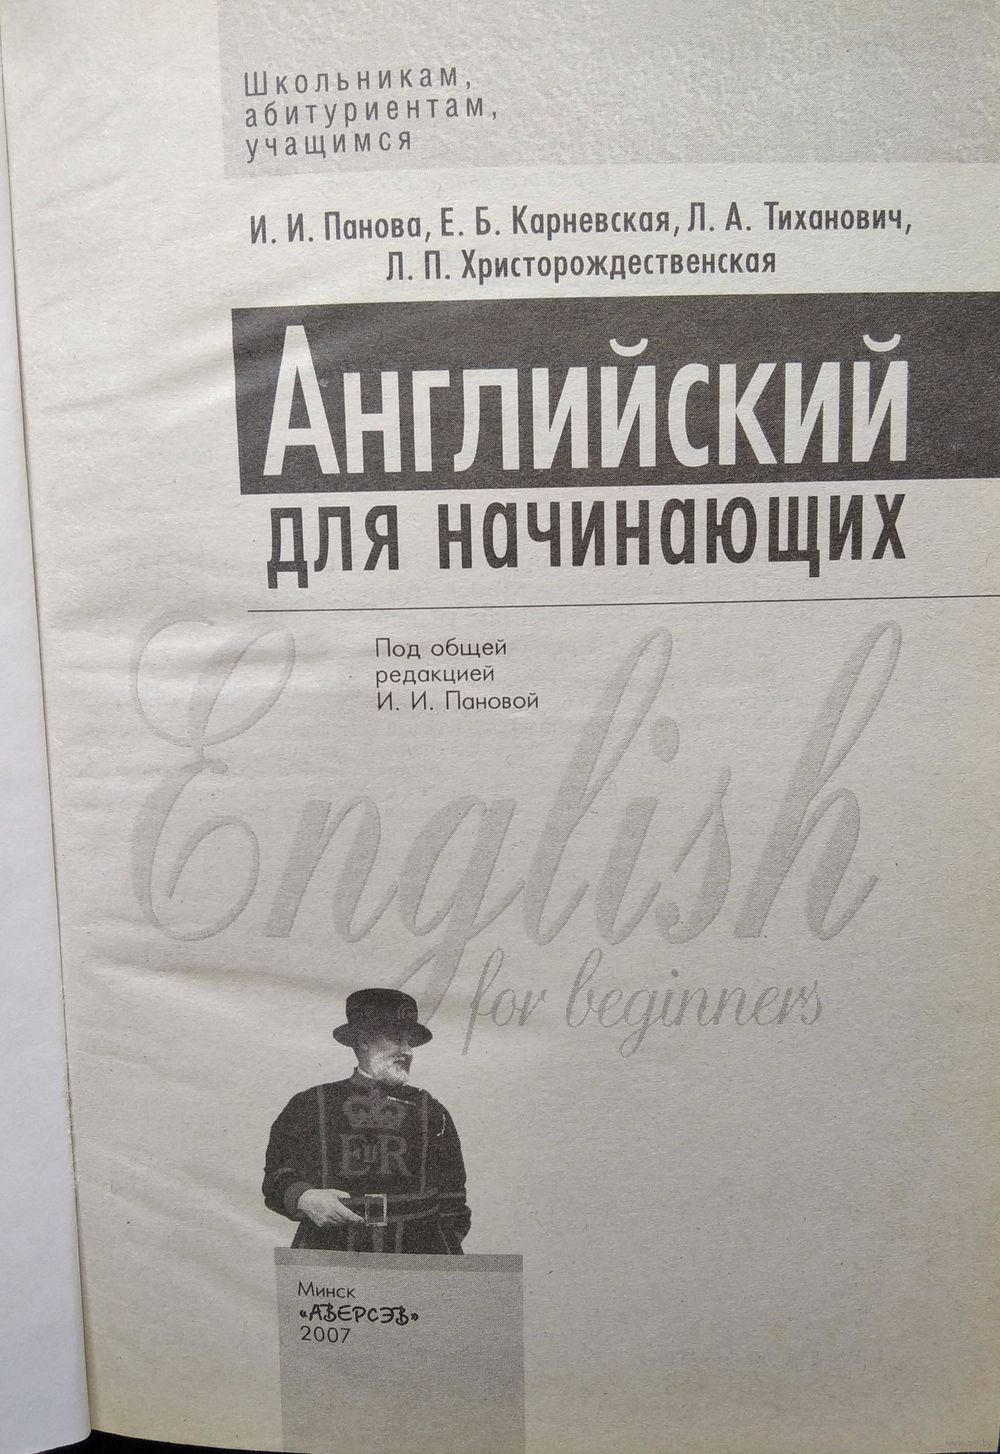 Школьникам,
абитуриентам,
учащимся
И. И. Панова, Е. Б. Карневская, Л. А. Тиханович,
Л. П. Христорождественская
Английский
для начинающих
Под общей
редакцией
И. И. Пановой
English
for beginners
EIIR
Минск
«АВЕРСЭВ»
2007